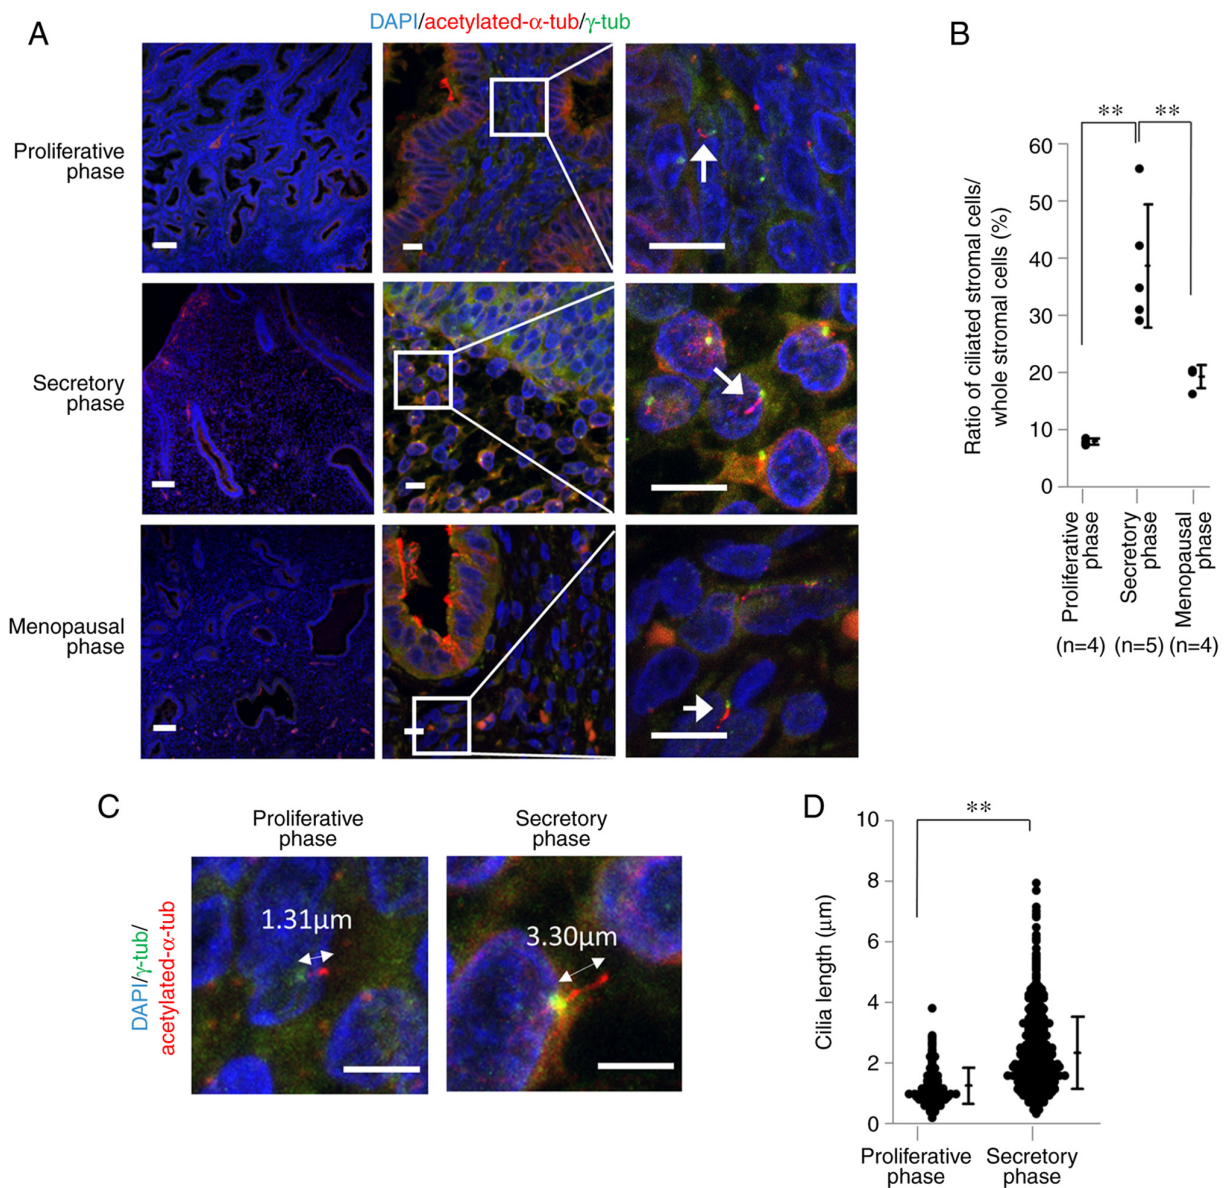 A
DAPI/acetylated-α-tub/γ-tub
Proliferative
phase
Secretory
phase
Menopausal
phase
B
** **
Ratio of ciliated stromal cells/
whole stromal cells (%)
60
50
40
30
20
10
0
Proliferative
phase
Secretory
phase
Menopausal
phase
(n=4) (n=5) (n=4)
C
Proliferative
phase
Secretory
phase
DAPI/γ-tub/
acetylated-α-tub
1.31μm
3.30μm
D
**
Cilia length (μm)
10
8
6
4
2
0
Proliferative
phase
Secretory
phase